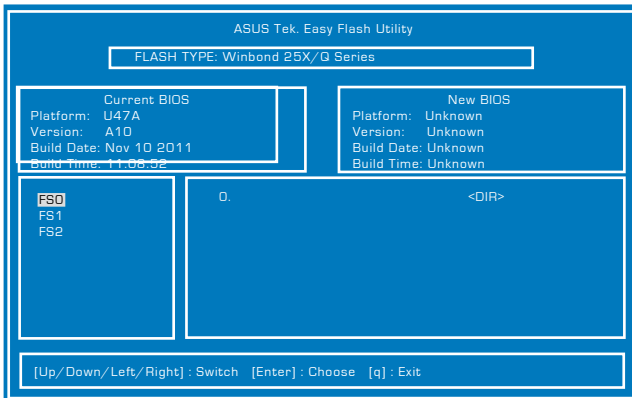 ASUS Tek. Easy Flash Utility
FLASH TYPE: Winbond 25X/Q Series
Current BIOS
Platform: U47A
Version: A10
Build Date: Nov 10 2011
Build Time: 11:08:52
New BIOS
Platform: Unknown
Version: Unknown
Build Date: Unknown
Build Time: Unknown
FS0
FS1
FS2
0. <DIR>
[Up/Down/Left/Right] : Switch [Enter] : Choose [q] : Exit